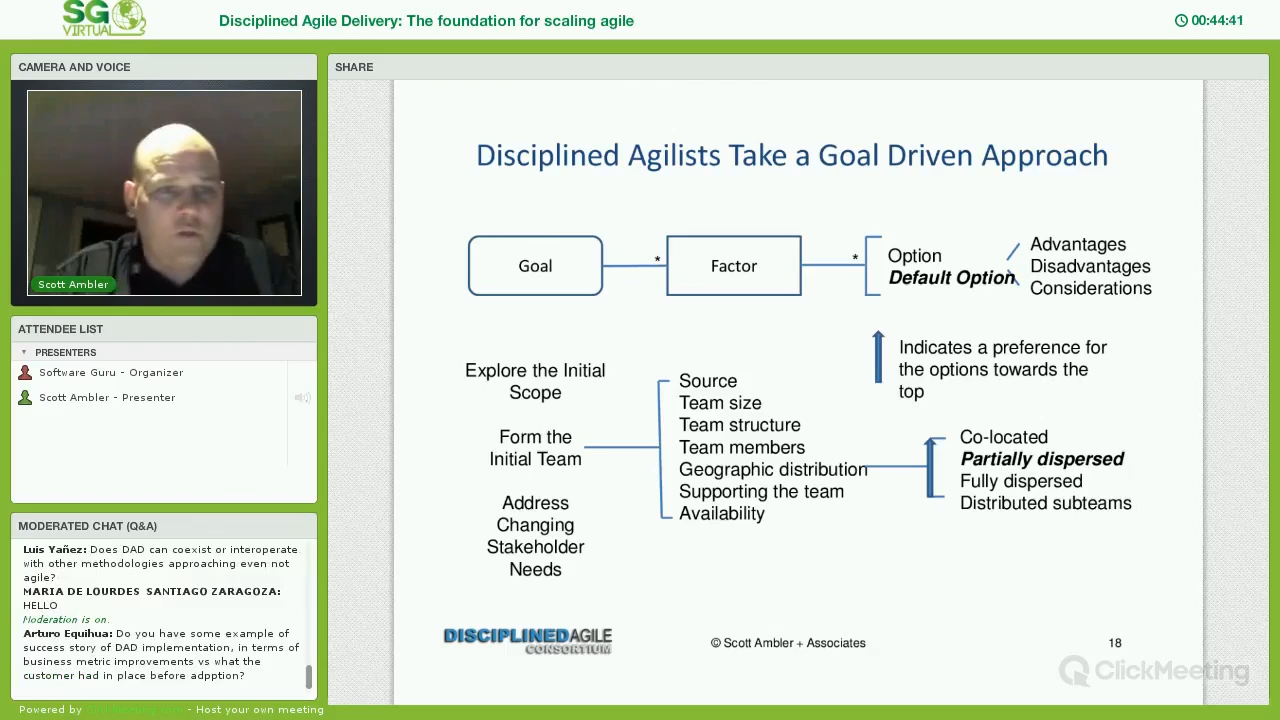 SG
VIRTUAL
Disciplined Agile Delivery: The foundation for scaling agile
00:44:41
CAMERA AND VOICE
Scott Ambler
ATTENDEE LIST
PRESENTERS
Software Guru - Organizer
Scott Ambler - Presenter
MODERATED CHAT (Q&A)
Luis Yañez: Does DAD can coexist or interoperate
with other methodologies approaching even not
agile?
MARIA DE LOURDES SANTIAGO ZARAGOZA:
HELLO
Moderation is on.
Arturo Equihua: Do you have some example of
success story of DAD implementation, in terms of
business metric improvements vs what the
customer had in place before adpption?
Powered by ClickMeeting.com - Host your own meeting
SHARE
Disciplined Agilists Take a Goal Driven Approach
Goal
*
Factor
*
Option
Default Option
Advantages
Disadvantages
Considerations
Indicates a preference for
the options towards the
top
Explore the Initial
Scope
Form the
Initial Team
Address
Changing
Stakeholder
Needs
Source
Team size
Team structure
Team members
Geographic distribution
Supporting the team
Availability
Co-located
Partially dispersed
Fully dispersed
Distributed subteams
DISCIPLINED AGILE
CONSORTIUM
© Scott Ambler + Associates
18
ClickMeeting